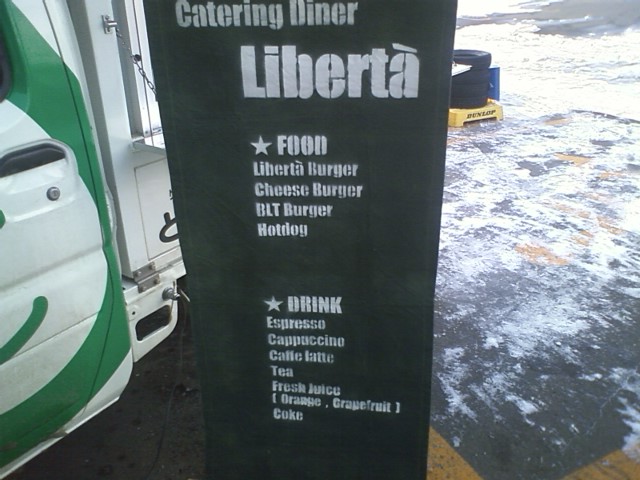 Catering Diner
Libertà
★ FOOD
Libertà Burger
Cheese Burger
BLT Burger
Hotdog
★ DRINK
Espresso
Cappuccino
Caffe latte
Tea
Fresh Juice
( Orange , Grapefruit )
Coke
DUNLOP